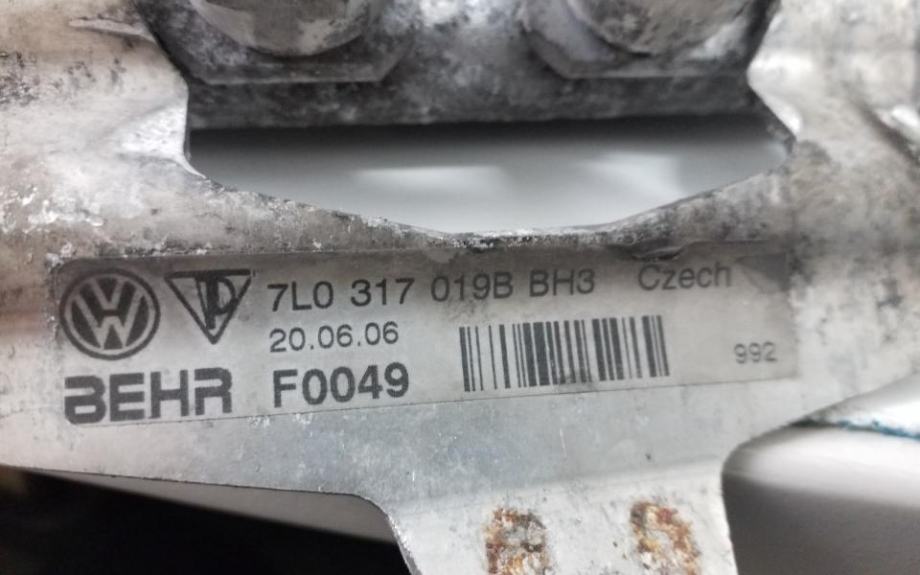 7L0 317 019B BH3 Czech
20.06.06
992
BEHR F0049